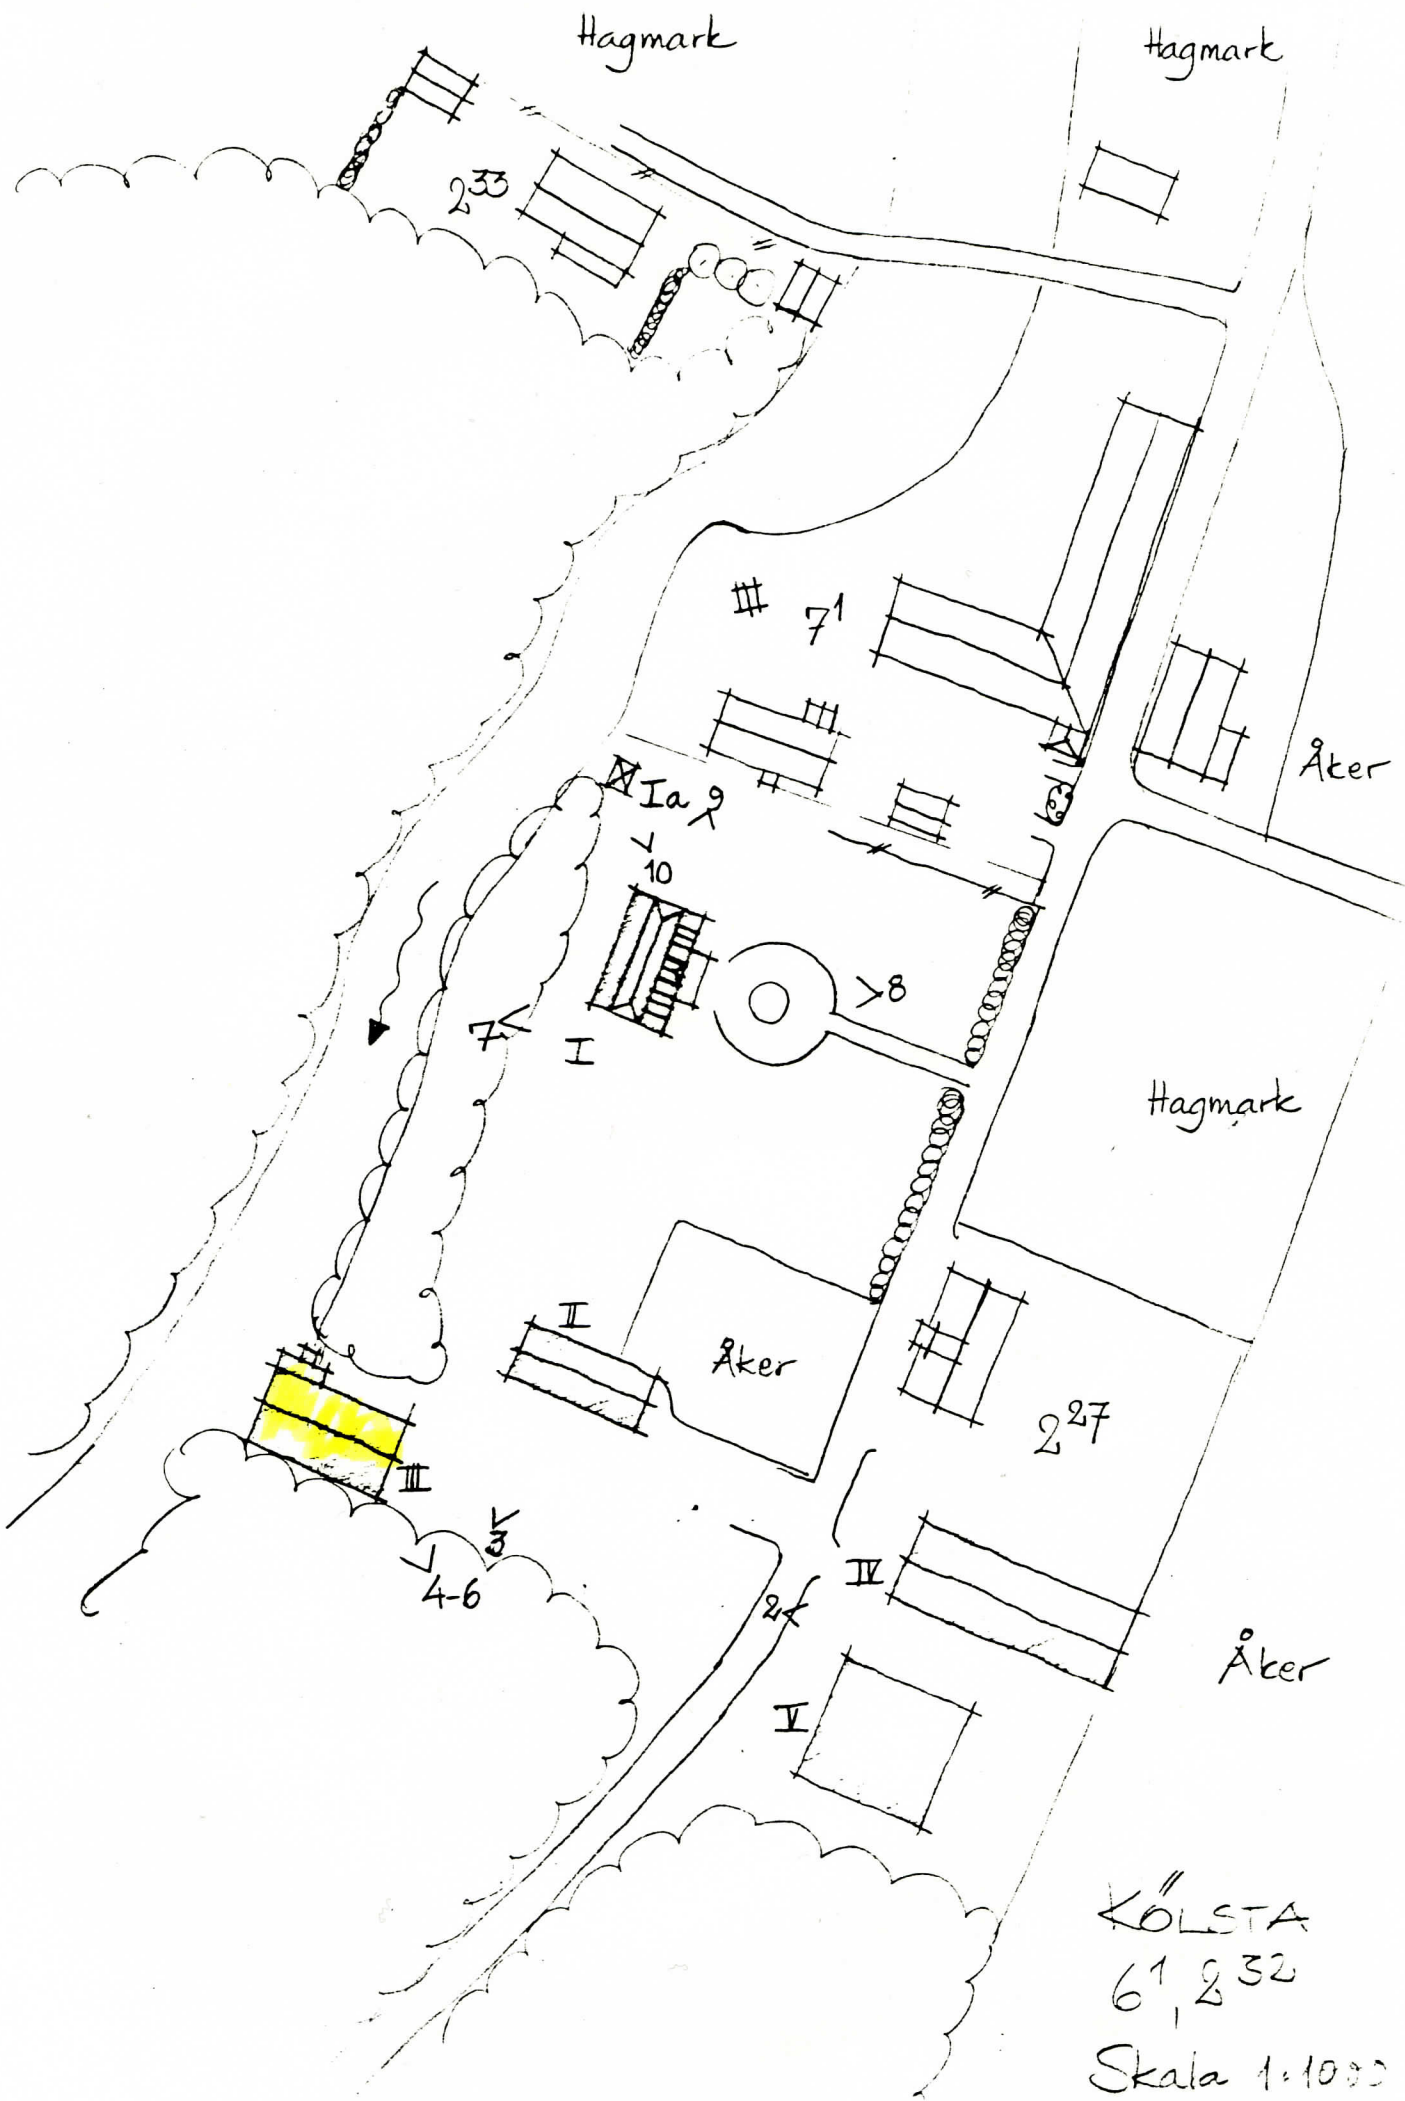 Hagmark
Hagmark
2³³
7¹
Åker
Ia 9
10
>8
7<
I
Hagmark
II
Åker
2²⁷
III
3
4-6
IV
2<
Åker
V
KÖLSTA
6¹, 2³²
Skala 1:1000